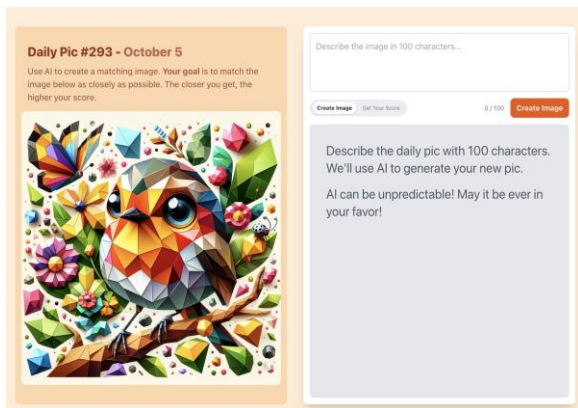 Daily Pic #293 - October 5
Use AI to create a matching image. Your goal is to match the
image below as closely as possible. The closer you get, the
higher your score.
Describe the image in 100 characters...
Create Image
Get Your Score
0 / 100
Create Image
Describe the daily pic with 100 characters.
We'll use AI to generate your new pic.
AI can be unpredictable! May it be ever in
your favor!